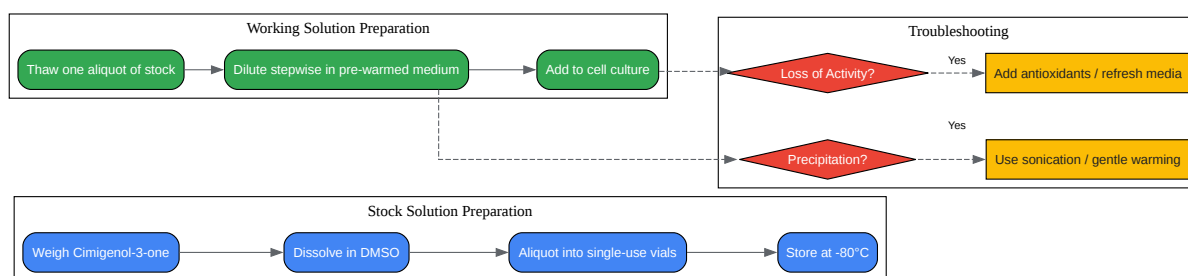 Working Solution Preparation
Thaw one aliquot of stock
Dilute stepwise in pre-warmed medium
Add to cell culture
Troubleshooting
Loss of Activity?
Yes
Add antioxidants / refresh media
Precipitation?
Yes
Use sonication / gentle warming
Stock Solution Preparation
Weigh Cimigenol-3-one
Dissolve in DMSO
Aliquot into single-use vials
Store at -80°C